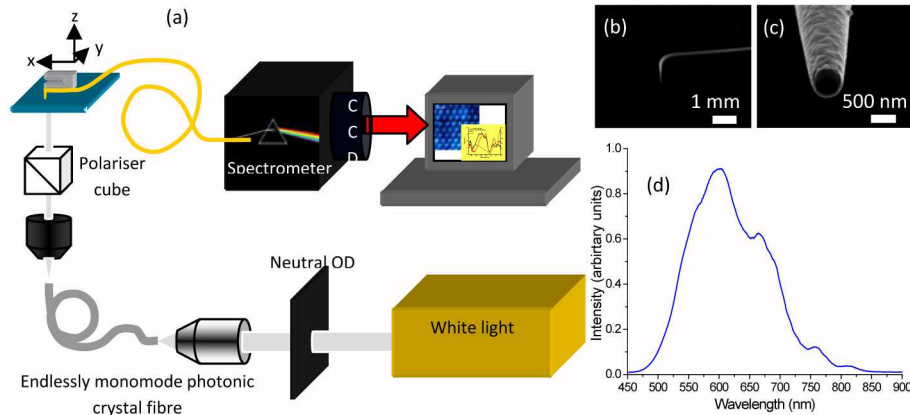 (a)
z
y
x
C
C
D
Spectrometer
Polariser
cube
Neutral OD
White light
Endlessly monomode photonic
crystal fibre
(b)
1 mm
(c)
500 nm
(d)
Intensity (arbirtary units)
1.0
0.8
0.6
0.4
0.2
0.0
450 500 550 600 650 700 750 800 850 900
Wavelength (nm)